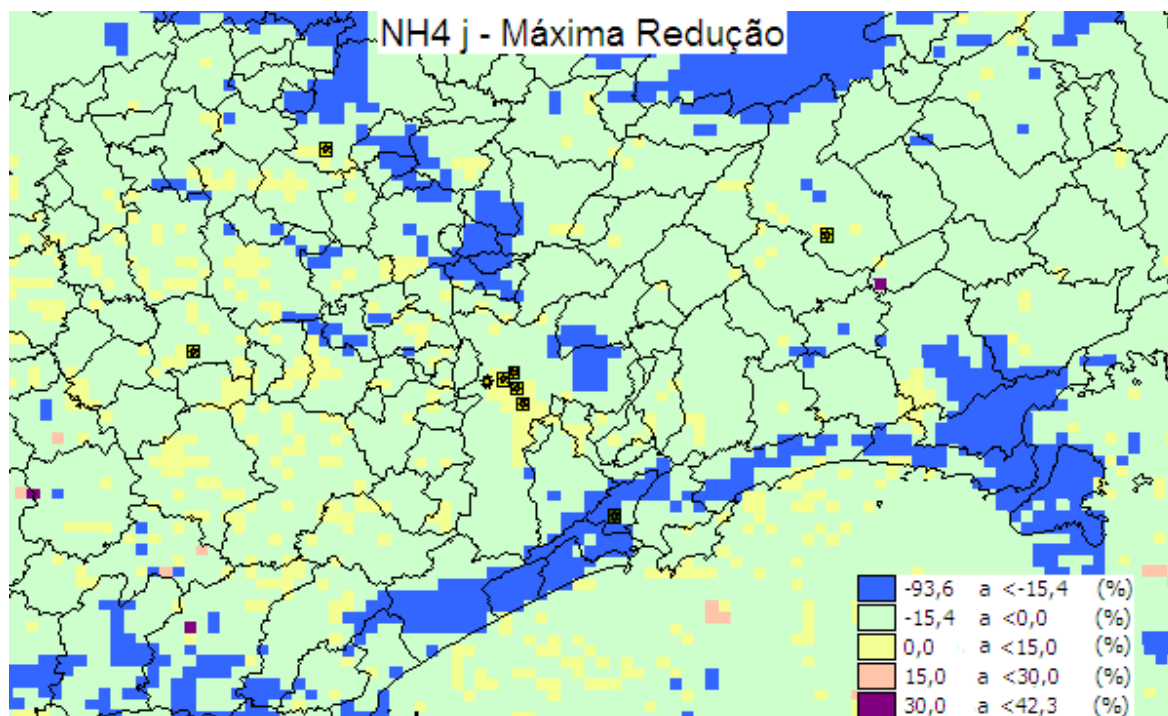 NH4 j - Máxima Redução
-93,6 a <-15,4 (%)
-15,4 a <0,0 (%)
0,0 a <15,0 (%)
15,0 a <30,0 (%)
30,0 a <42,3 (%)